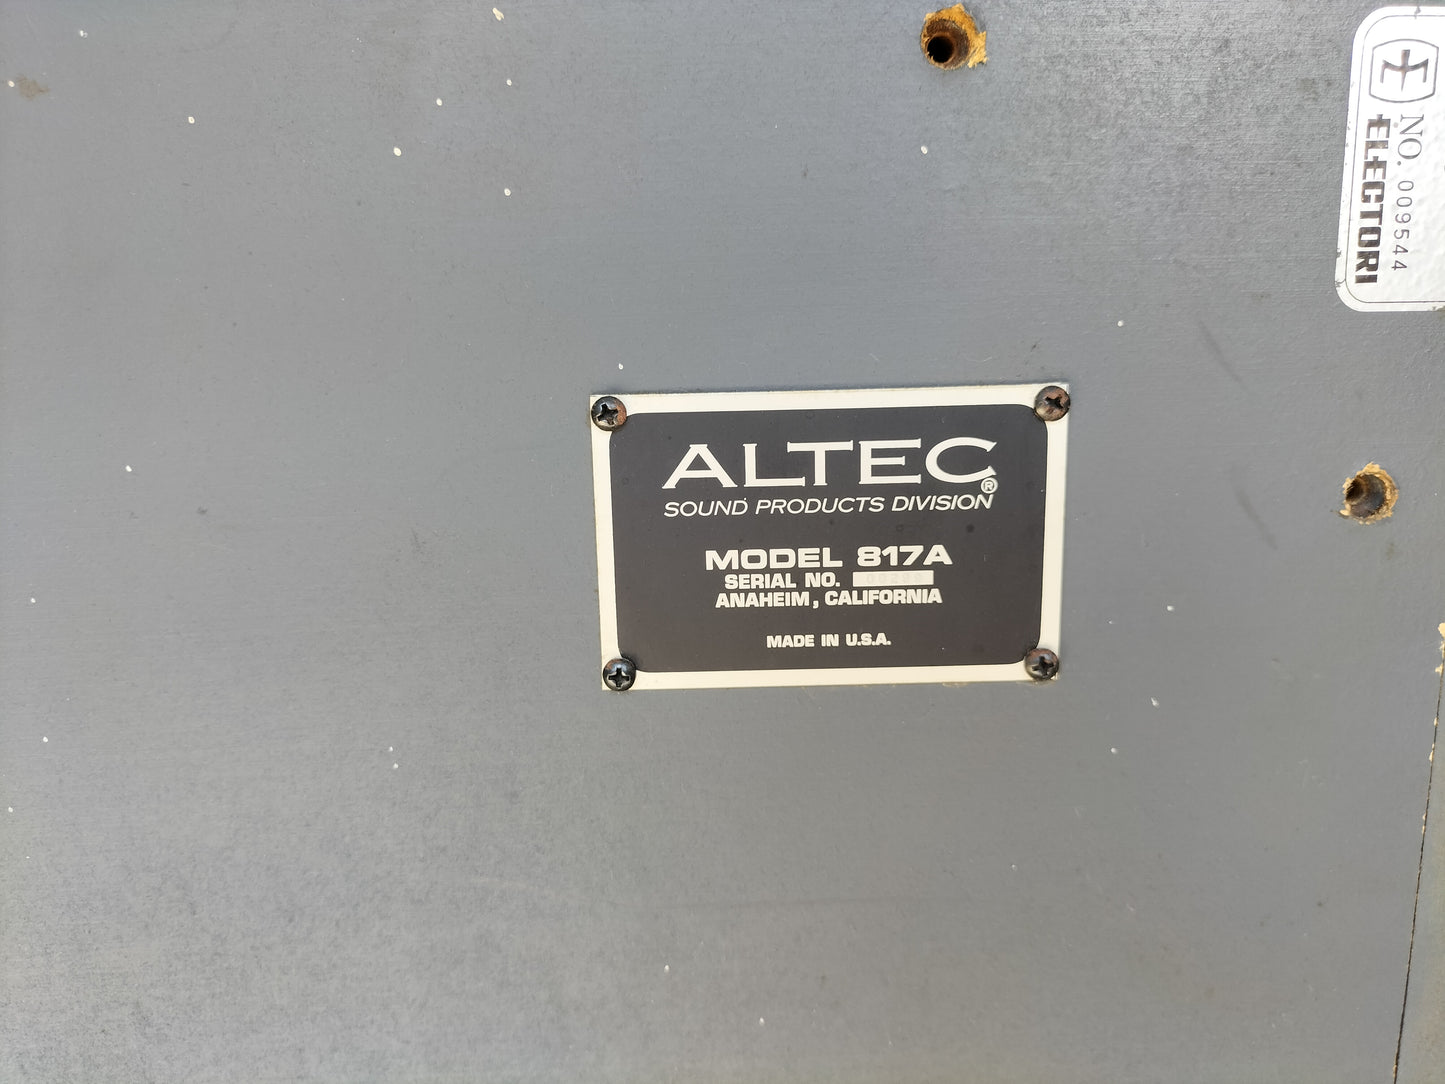 ALTEC®
SOUND PRODUCTS DIVISION
MODEL 817A
SERIAL NO.
ANAHEIM, CALIFORNIA
MADE IN U.S.A.
NO. 009544
ELECTORI